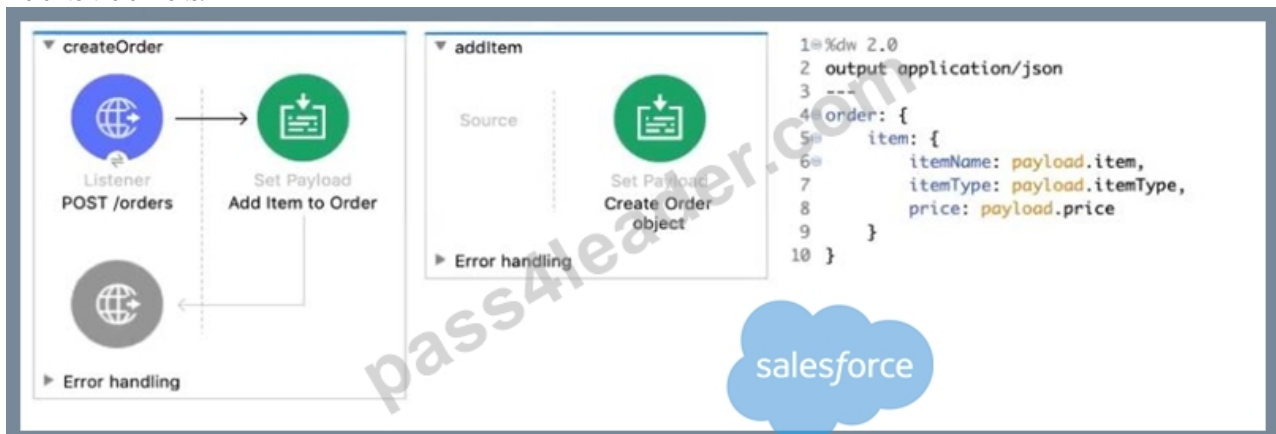 createOrder
Listener
POST /orders
Set Payload
Add Item to Order
Error handling
addItem
Source
Set Payload
Create Order
object
Error handling
1 %dw 2.0
2 output application/json
3 ---
4 order: {
5 item: {
6 itemName: payload.item,
7 itemType: payload.itemType,
8 price: payload.price
9 }
10 }
pass4leader.com
salesforce